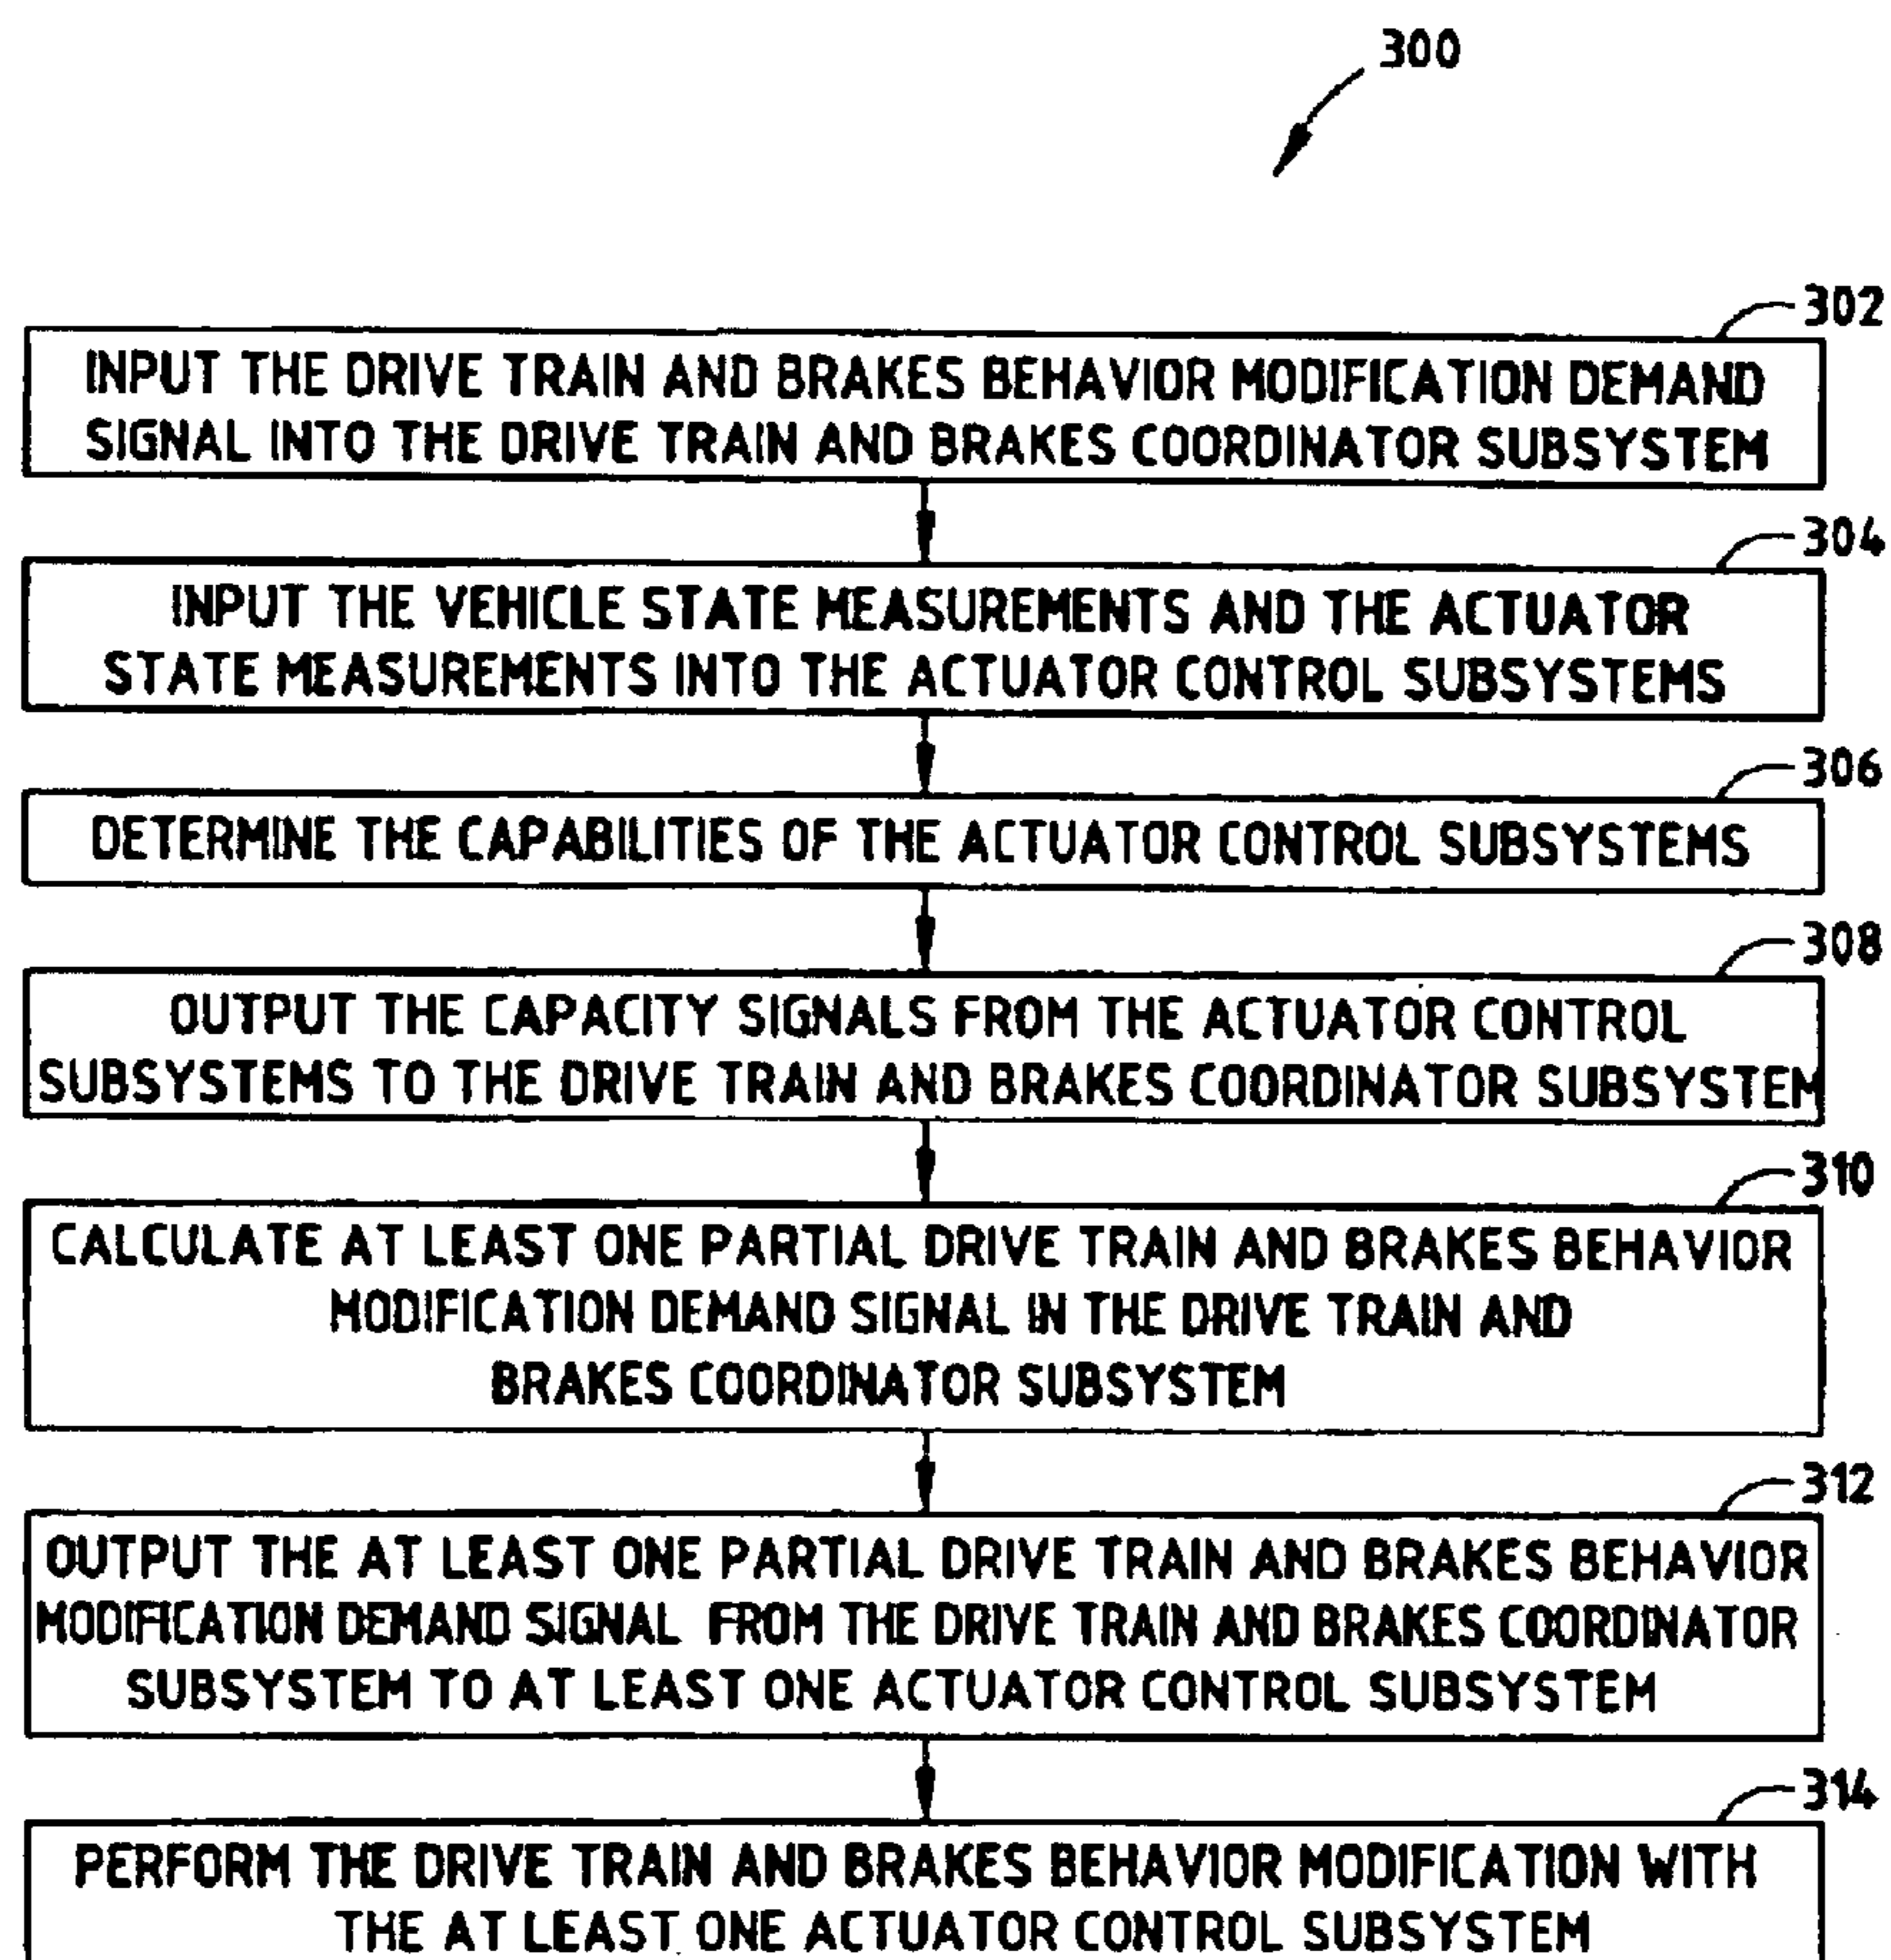 300
302
INPUT THE DRIVE TRAIN AND BRAKES BEHAVIOR MODIFICATION DEMAND
SIGNAL INTO THE DRIVE TRAIN AND BRAKES COORDINATOR SUBSYSTEM
304
INPUT THE VEHICLE STATE MEASUREMENTS AND THE ACTUATOR
STATE MEASUREMENTS INTO THE ACTUATOR CONTROL SUBSYSTEMS
306
DETERMINE THE CAPABILITIES OF THE ACTUATOR CONTROL SUBSYSTEMS
308
OUTPUT THE CAPACITY SIGNALS FROM THE ACTUATOR CONTROL
SUBSYSTEMS TO THE DRIVE TRAIN AND BRAKES COORDINATOR SUBSYSTEM
310
CALCULATE AT LEAST ONE PARTIAL DRIVE TRAIN AND BRAKES BEHAVIOR
MODIFICATION DEMAND SIGNAL IN THE DRIVE TRAIN AND
BRAKES COORDINATOR SUBSYSTEM
312
OUTPUT THE AT LEAST ONE PARTIAL DRIVE TRAIN AND BRAKES BEHAVIOR
MODIFICATION DEMAND SIGNAL FROM THE DRIVE TRAIN AND BRAKES COORDINATOR
SUBSYSTEM TO AT LEAST ONE ACTUATOR CONTROL SUBSYSTEM
314
PERFORM THE DRIVE TRAIN AND BRAKES BEHAVIOR MODIFICATION WITH
THE AT LEAST ONE ACTUATOR CONTROL SUBSYSTEM